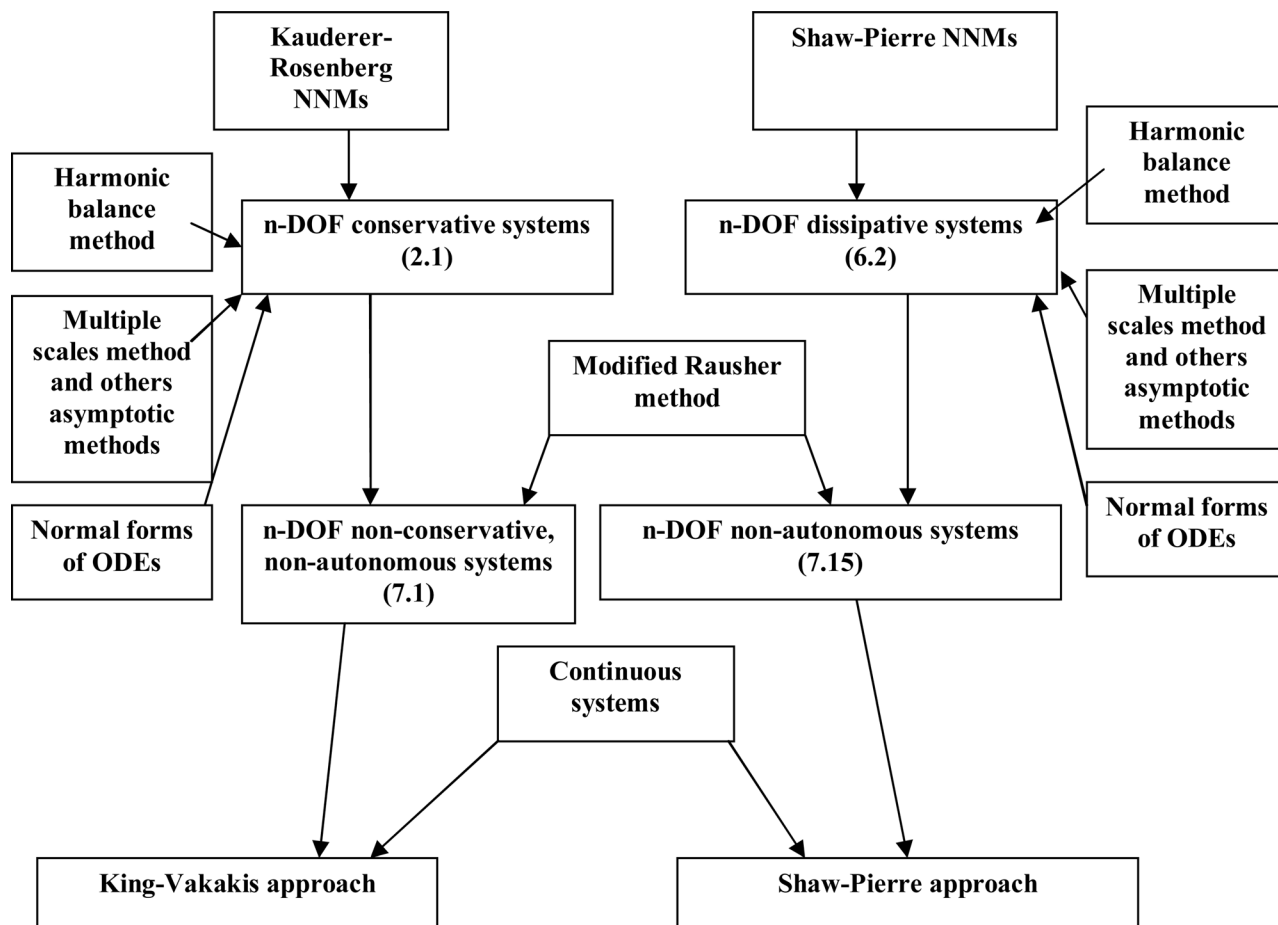 Kauderer-
Rosenberg
NNMs
Shaw-Pierre NNMs
Harmonic
balance
method
n-DOF conservative systems
(2.1)
n-DOF dissipative systems
(6.2)
Harmonic
balance
method
Multiple
scales method
and others
asymptotic
methods
Modified Rausher
method
Multiple
scales method
and others
asymptotic
methods
Normal forms
of ODEs
n-DOF non-conservative,
non-autonomous systems
(7.1)
n-DOF non-autonomous systems
(7.15)
Normal forms
of ODEs
Continuous
systems
King-Vakakis approach
Shaw-Pierre approach